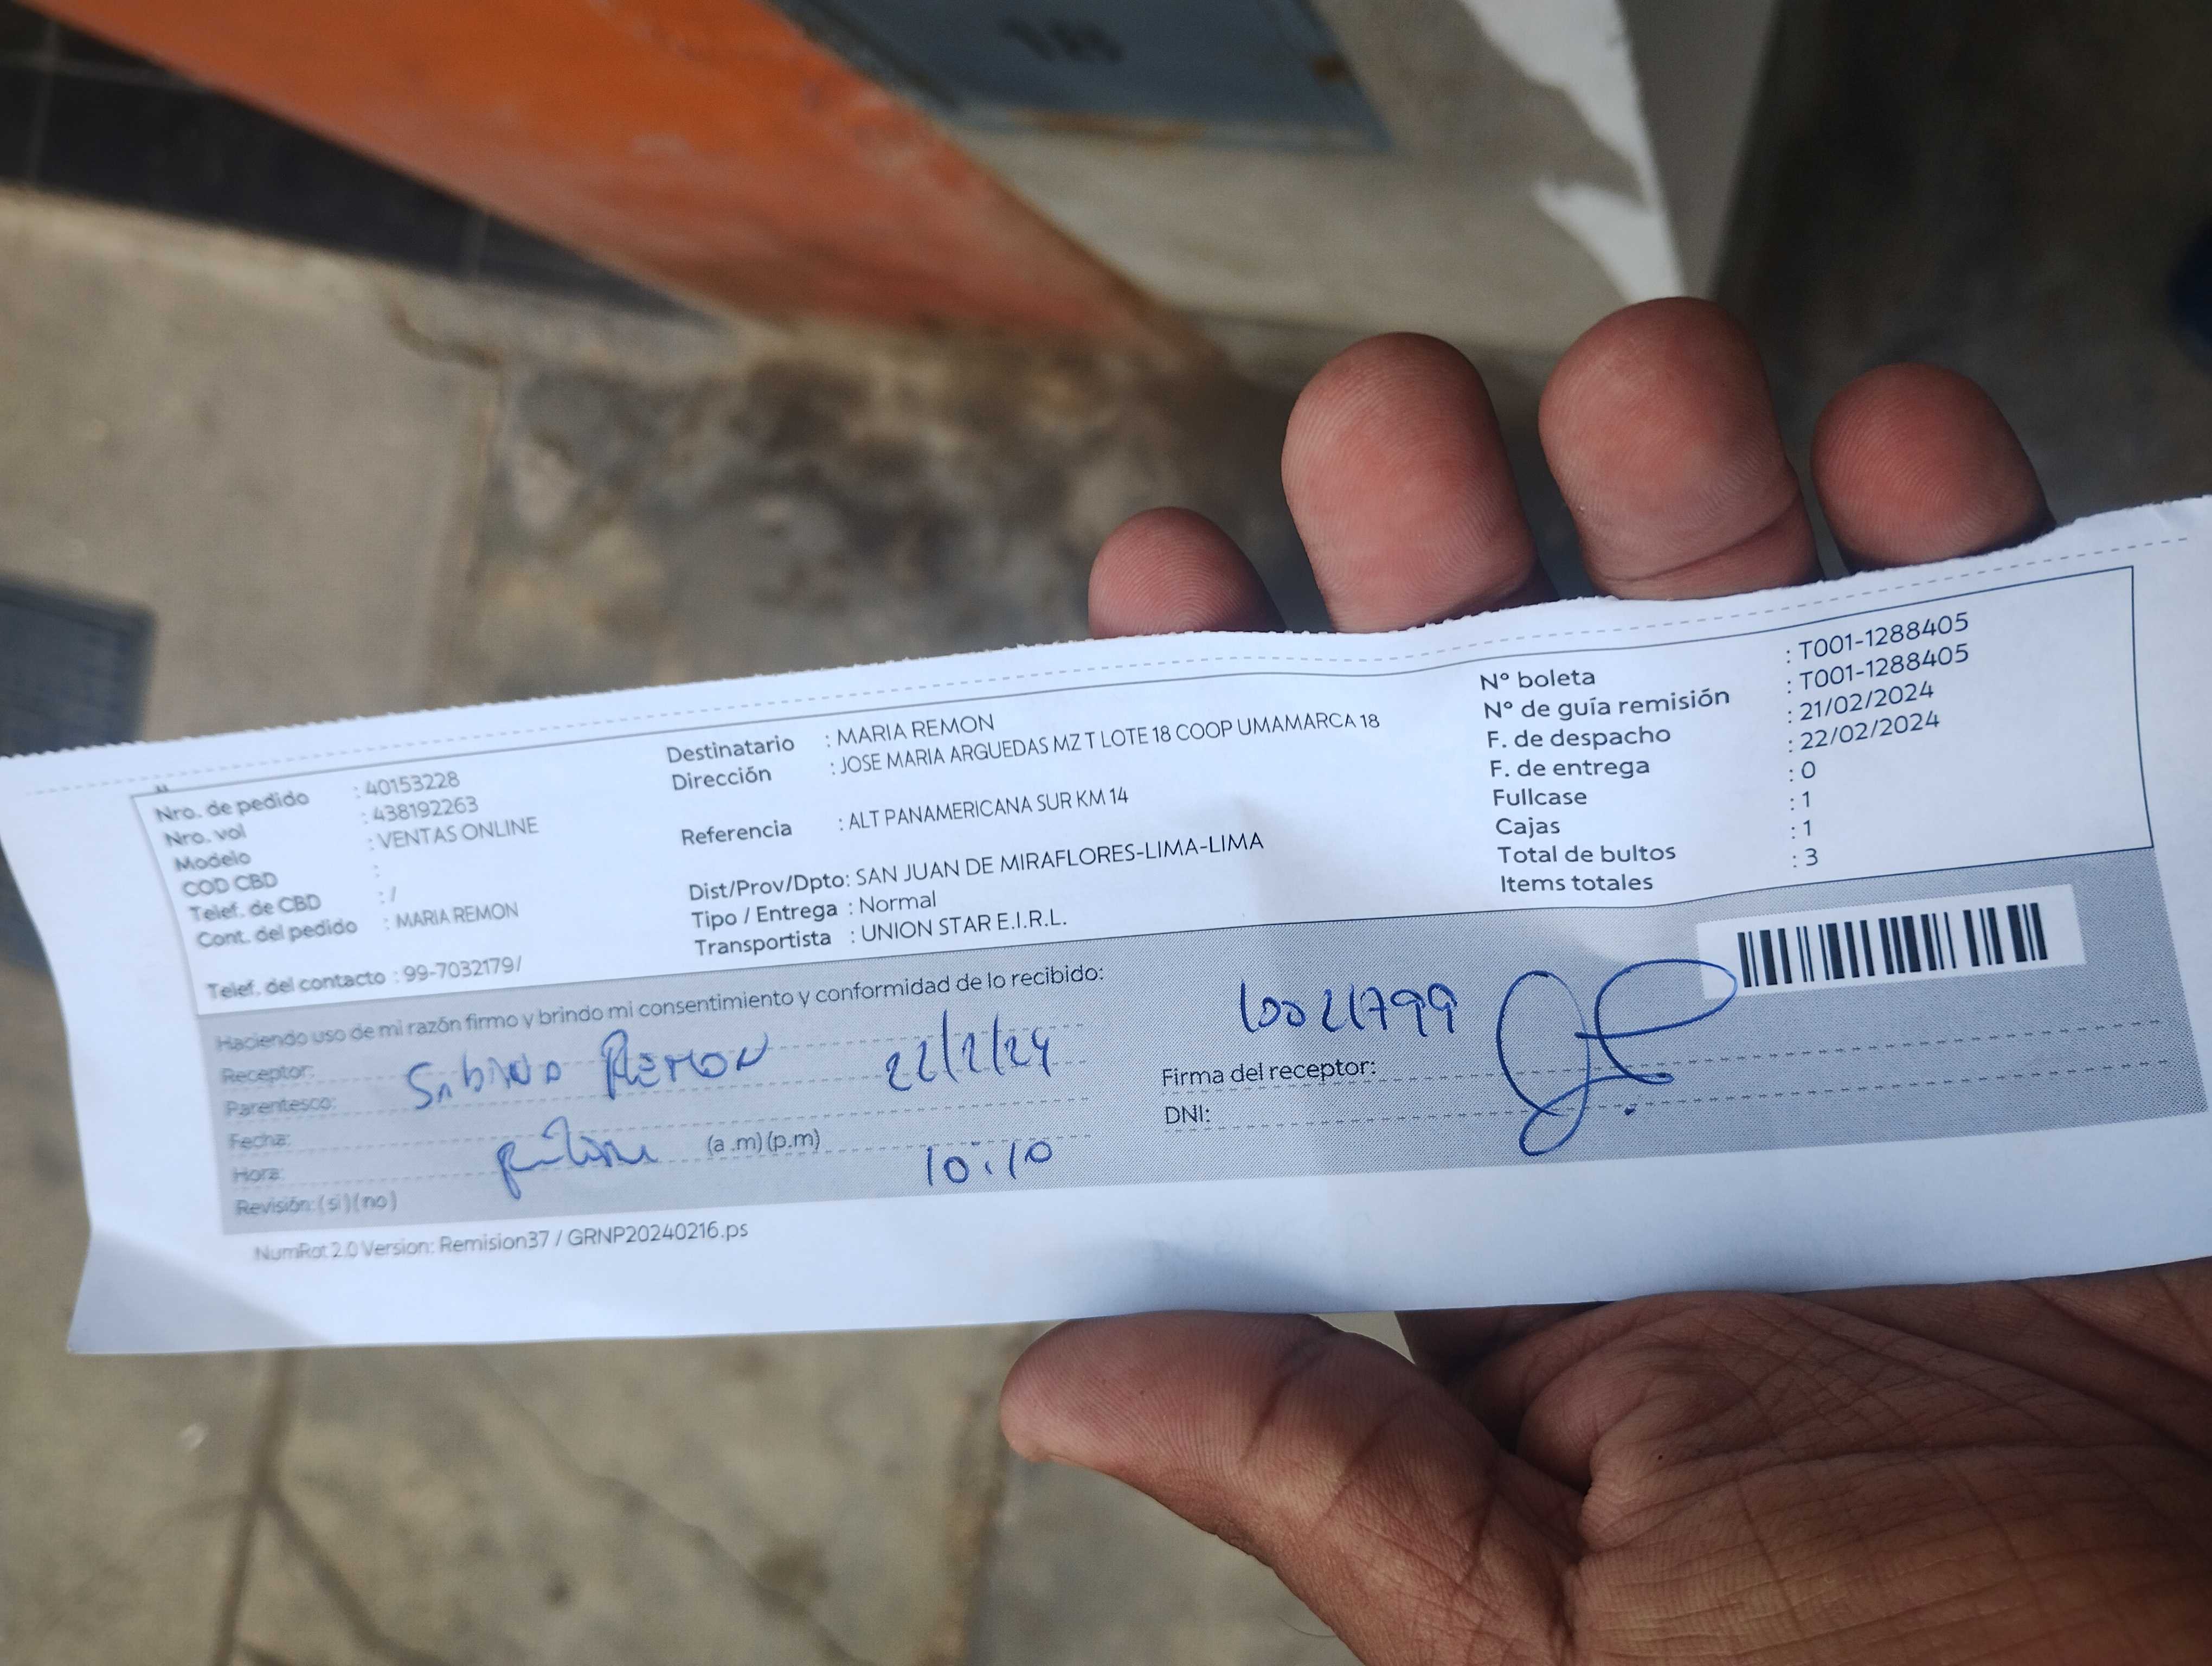 Nro. de pedido : 40153228
Nro. vol : 438192263
Modelo : VENTAS ONLINE
COD CBD :
Telef. de CBD : /
Cont. del pedido : MARIA REMON
Telef. del contacto : 99-7032179/
Destinatario : MARIA REMON
Dirección : JOSE MARIA ARGUEDAS MZ T LOTE 18 COOP UMAMARCA 18
Referencia : ALT PANAMERICANA SUR KM 14
Dist/Prov/Dpto: SAN JUAN DE MIRAFLORES-LIMA-LIMA
Tipo / Entrega : Normal
Transportista : UNION STAR E.I.R.L.
N° boleta : T001-1288405
N° de guía remisión : T001-1288405
F. de despacho : 21/02/2024
F. de entrega : 22/02/2024
Fullcase : 0
Cajas : 1
Total de bultos : 1
Items totales : 3
Haciendo uso de mi razón firmo y brindo mi consentimiento y conformidad de lo recibido:
Receptor:
Parentesco: Sabino Remon 22/2/24
Fecha:
Hora: (a .m) (p.m) 10:10
Revisión: (si) (no)
10021799
Firma del receptor:
DNI:
NumRot 2.0 Version: Remision37 / GRNP20240216.ps